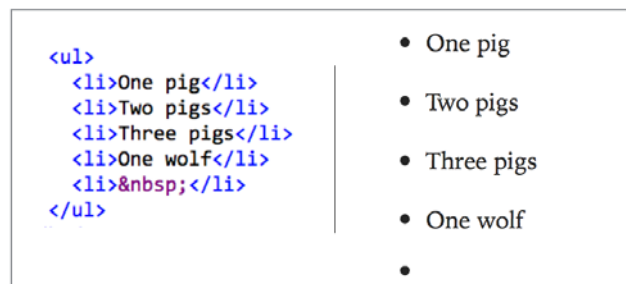 <ul>
<li>One pig</li>
<li>Two pigs</li>
<li>Three pigs</li>
<li>One wolf</li>
<li>&nbsp;</li>
</ul>
• One pig
• Two pigs
• Three pigs
• One wolf
•